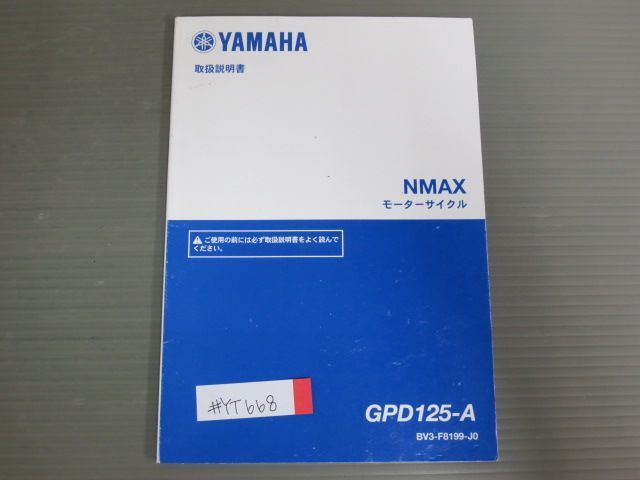 YAMAHA
取扱説明書
NMAX
モーターサイクル
ご使用の前には必ず取扱説明書をよく読んで
ください。
#YT668
GPD125-A
BV3-F8199-J0